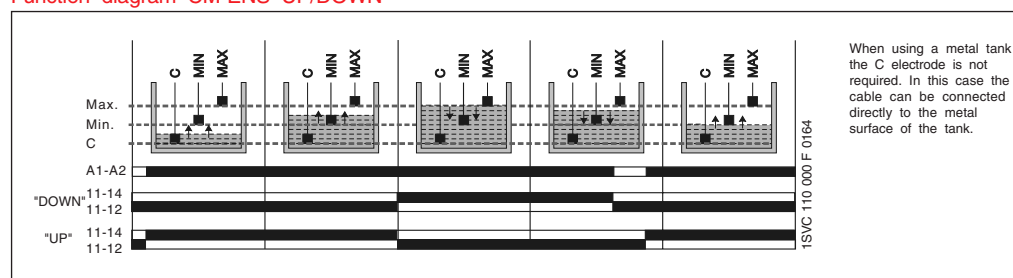 Function diagram CM-ENS UP/DOWN
C MIN MAX
C MIN MAX
C MIN MAX
C MIN MAX
C MIN MAX
Max.
Min.
C
A1-A2
"DOWN" 11-14
11-12
"UP" 11-14
11-12
1SVC 110 000 F 0164
When using a metal tank
the C electrode is not
required. In this case the
cable can be connected
directly to the metal
surface of the tank.